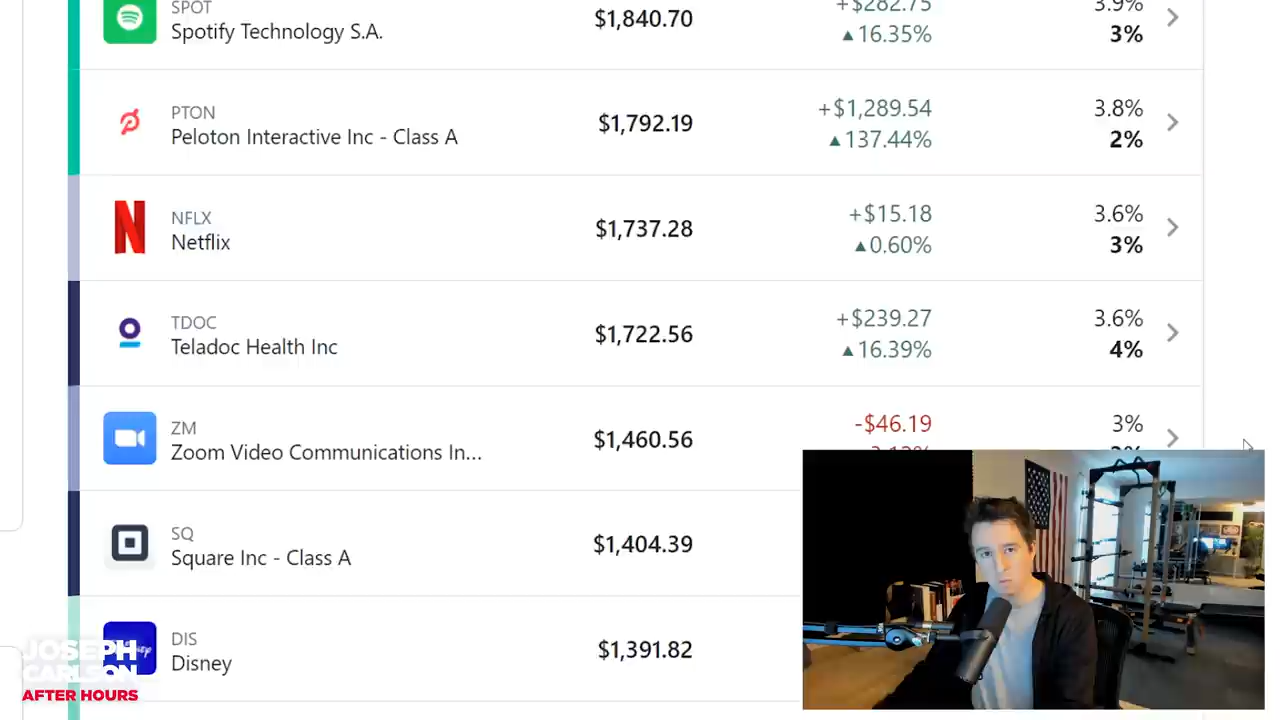 SPOT
Spotify Technology S.A.
$1,840.70
+$282.75
▲16.35%
3.9%
3%
PTON
Peloton Interactive Inc - Class A
$1,792.19
+$1,289.54
▲137.44%
3.8%
2%
NFLX
Netflix
$1,737.28
+$15.18
▲0.60%
3.6%
3%
TDOC
Teladoc Health Inc
$1,722.56
+$239.27
▲16.39%
3.6%
4%
ZM
Zoom Video Communications In...
$1,460.56
-$46.19
3%
SQ
Square Inc - Class A
$1,404.39
DIS
Disney
$1,391.82
JOSEPH
CARLSON
AFTER HOURS